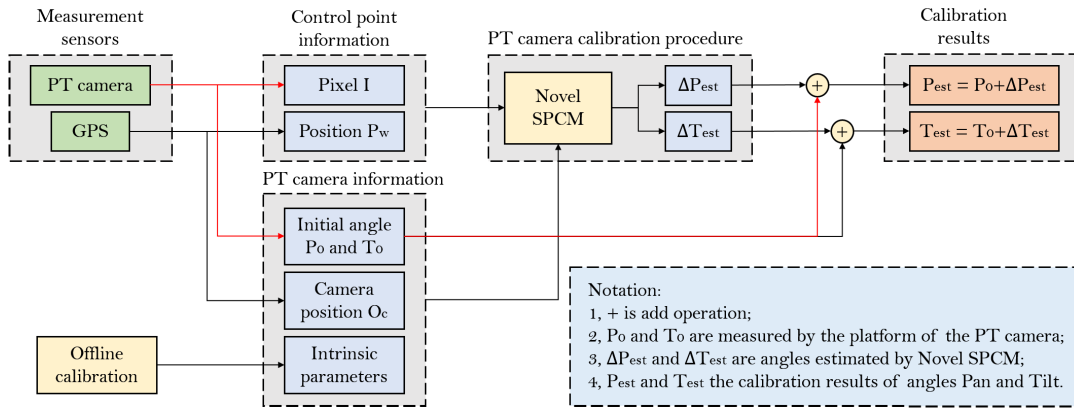 Measurement
sensors
PT camera
GPS
Control point
information
Pixel I
Position Pw
PT camera calibration procedure
Novel
SPCM
ΔPest
ΔTest
+
+
Calibration
results
Pest = Po+ΔPest
Test = To+ΔTest
PT camera information
Initial angle
Po and To
Camera
position Oc
Intrinsic
parameters
Offline
calibration
Notation:
1, + is add operation;
2, Po and To are measured by the platform of the PT camera;
3, ΔPest and ΔTest are angles estimated by Novel SPCM;
4, Pest and Test the calibration results of angles Pan and Tilt.